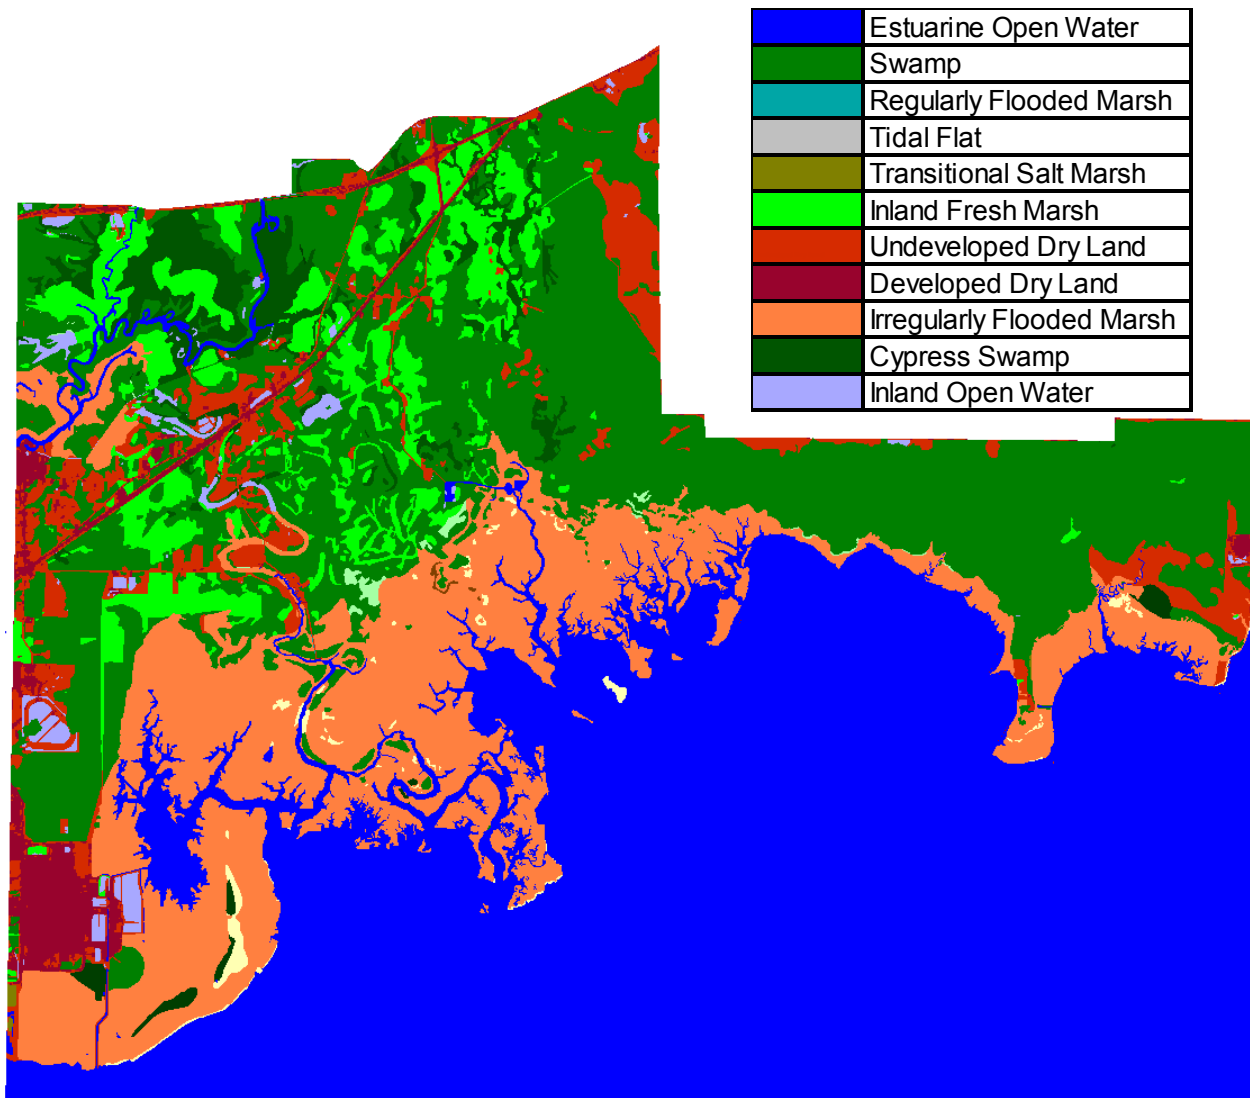 Estuarine Open Water
Swamp
Regularly Flooded Marsh
Tidal Flat
Transitional Salt Marsh
Inland Fresh Marsh
Undeveloped Dry Land
Developed Dry Land
Irregularly Flooded Marsh
Cypress Swamp
Inland Open Water